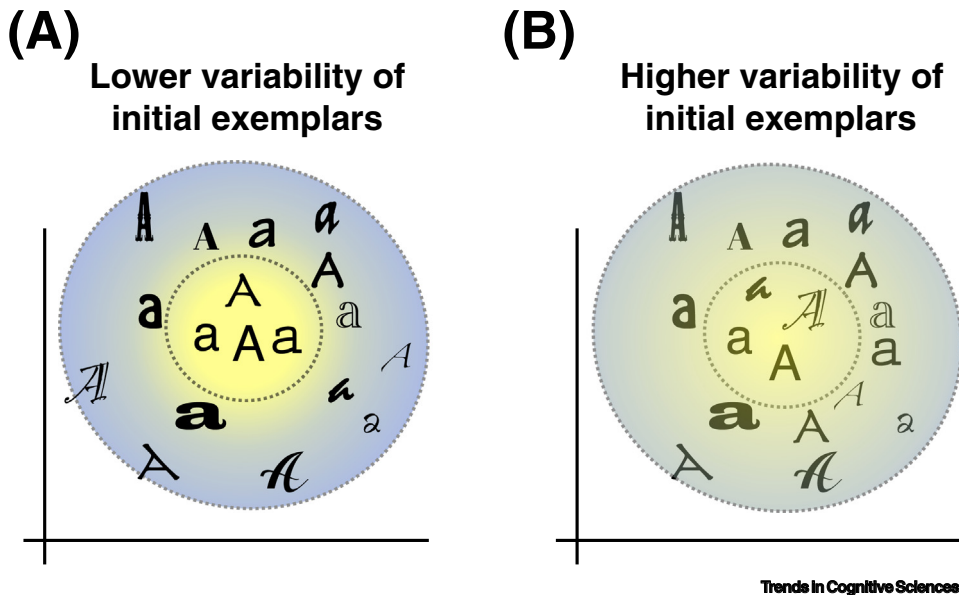 (A)
Lower variability of
initial exemplars
A A a a
A A
a a A a a
A A
a a a
A A
(B)
Higher variability of
initial exemplars
A A a a
a A A
a a a
A a
a A A a
A A
Trends in Cognitive Sciences